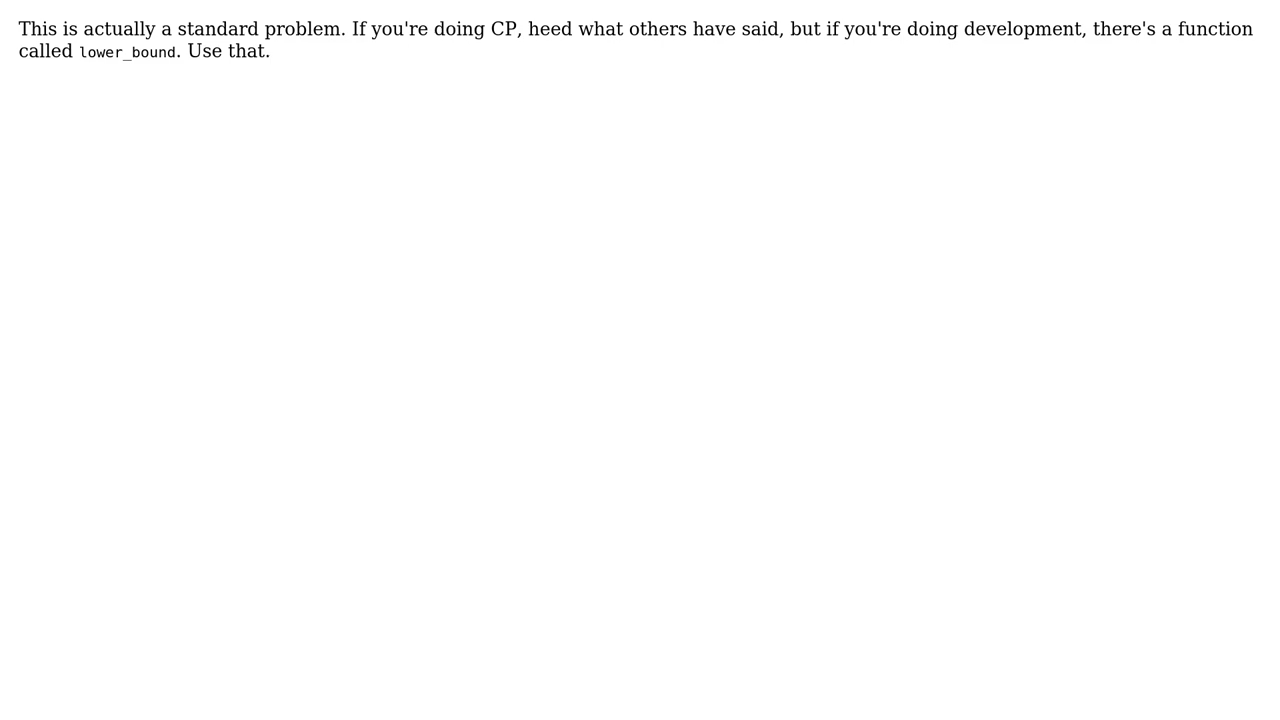 This is actually a standard problem. If you're doing CP, heed what others have said, but if you're doing development, there's a function
called lower_bound. Use that.